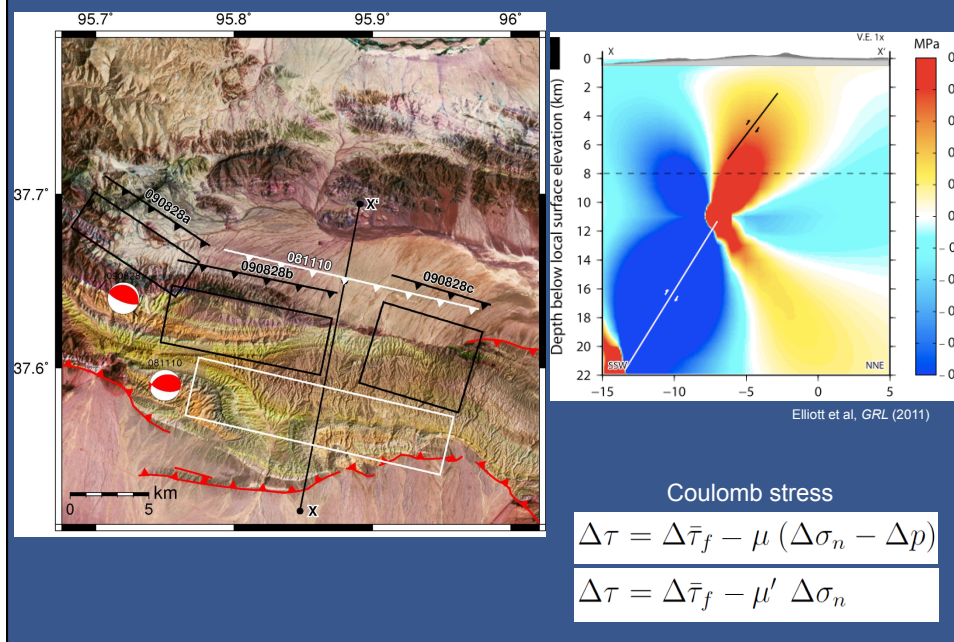 95.7˚
95.8˚
95.9˚
96˚
37.7˚
37.6˚
090828a
090828b
081110
090828c
081110
X'
X
km
0
5
V.E. 1x
X
X'
Depth below local surface elevation (km)
0
2
4
6
8
10
12
14
16
18
20
22
SSW
NNE
−15
−10
−5
0
5
MPa
Elliott et al, GRL (2011)
Coulomb stress
Δτ = Δτ̄_f − μ (Δσ_n − Δp)
Δτ = Δτ̄_f − μ′ Δσ_n